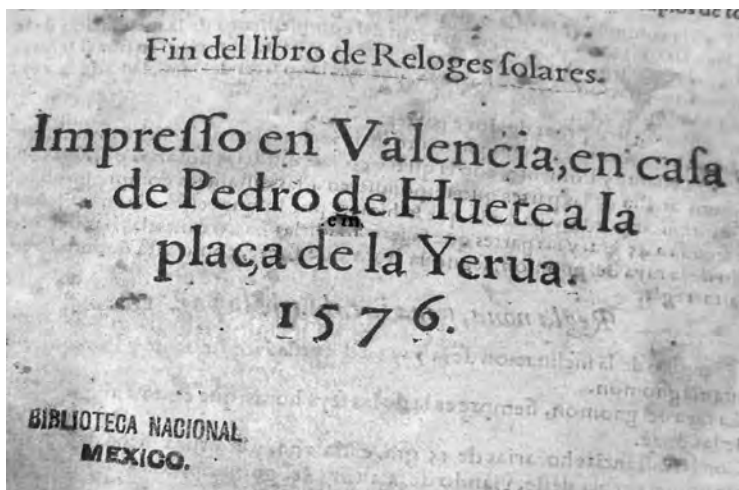 Fin del libro de Reloges ſolares.
Impreſſo en Valencia, en caſa
de Pedro de Huete a la
plaça de la Yerua.
1576.
BIBLIOTECA NACIONAL
MEXICO.